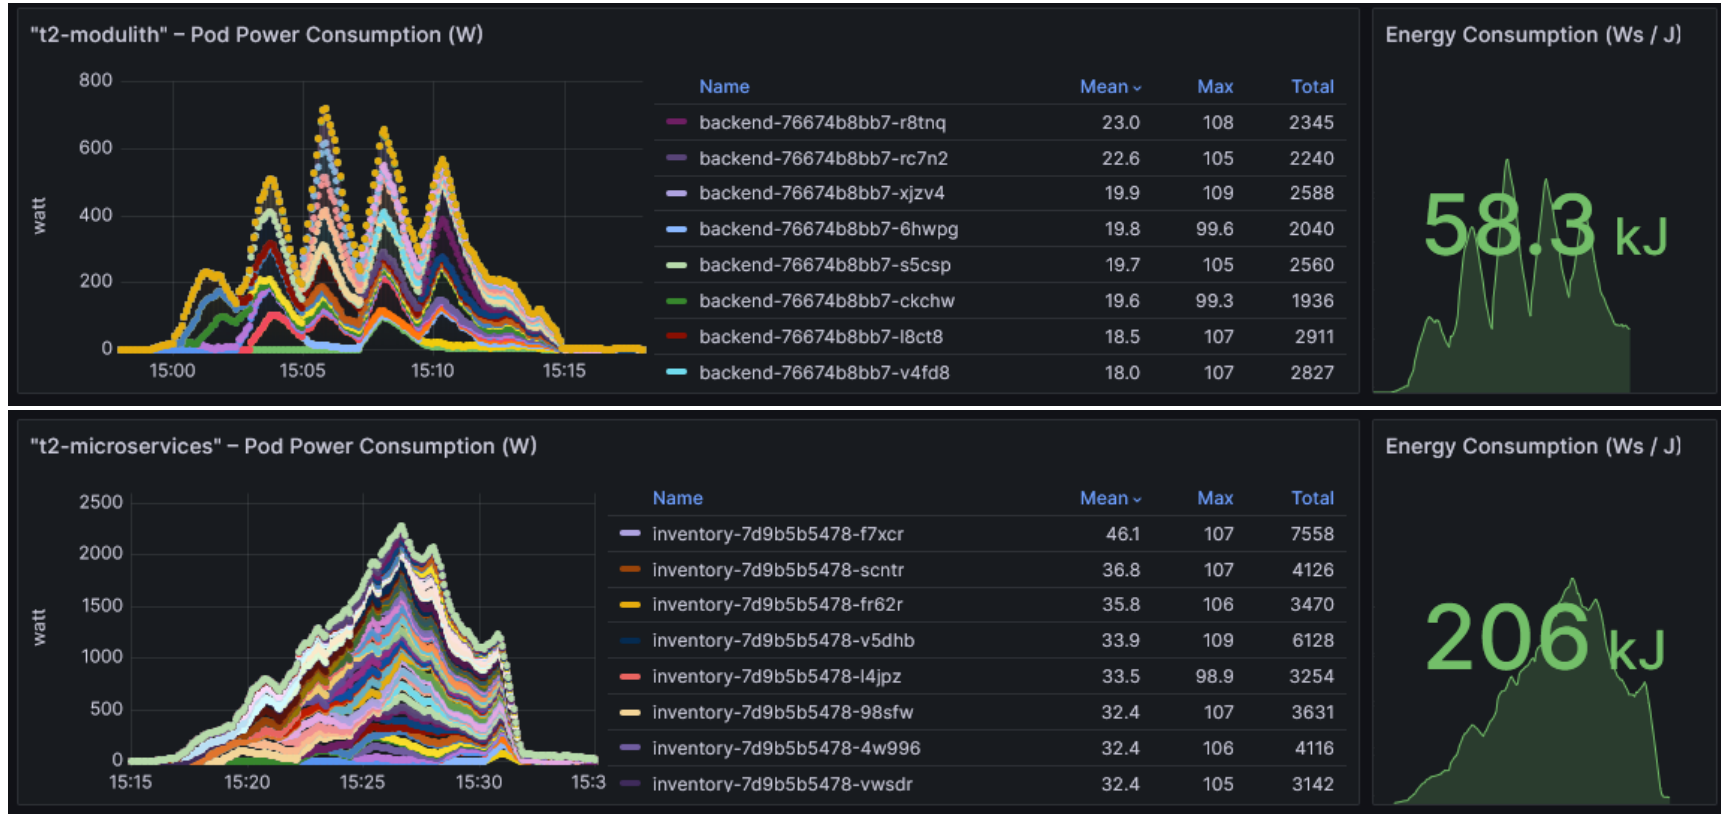 "t2-modulith" – Pod Power Consumption (W)
Energy Consumption (Ws / J)
800
600
400
200
0
watt
15:00 15:05 15:10 15:15
Name Mean Max Total
backend-76674b8bb7-r8tnq 23.0 108 2345
backend-76674b8bb7-rc7n2 22.6 105 2240
backend-76674b8bb7-xjzv4 19.9 109 2588
backend-76674b8bb7-6hwpg 19.8 99.6 2040
backend-76674b8bb7-s5csp 19.7 105 2560
backend-76674b8bb7-ckchw 19.6 99.3 1936
backend-76674b8bb7-l8ct8 18.5 107 2911
backend-76674b8bb7-v4fd8 18.0 107 2827
58.3 kJ
"t2-microservices" – Pod Power Consumption (W)
Energy Consumption (Ws / J)
2500
2000
1500
1000
500
0
watt
15:15 15:20 15:25 15:30 15:3
Name Mean Max Total
inventory-7d9b5b5478-f7xcr 46.1 107 7558
inventory-7d9b5b5478-scntr 36.8 107 4126
inventory-7d9b5b5478-fr62r 35.8 106 3470
inventory-7d9b5b5478-v5dhb 33.9 109 6128
inventory-7d9b5b5478-l4jpz 33.5 98.9 3254
inventory-7d9b5b5478-98sfw 32.4 107 3631
inventory-7d9b5b5478-4w996 32.4 106 4116
inventory-7d9b5b5478-vwsdr 32.4 105 3142
206 kJ